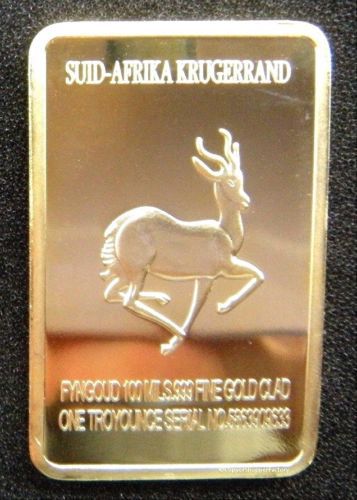 SUID-AFRIKA KRUGERRAND
FYNGOUD 100 MILS.999 FINE GOLD CLAD
ONE TROYOUNCE SERIAL NO.